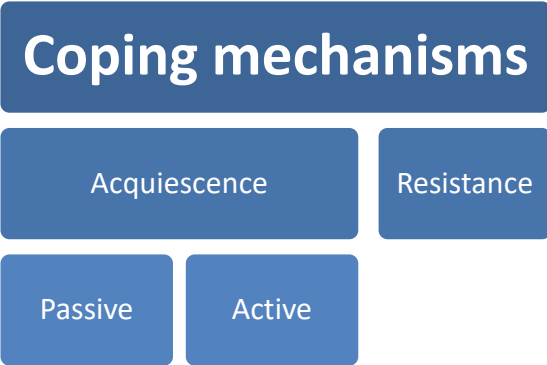 Coping mechanisms
Acquiescence
Resistance
Passive
Active